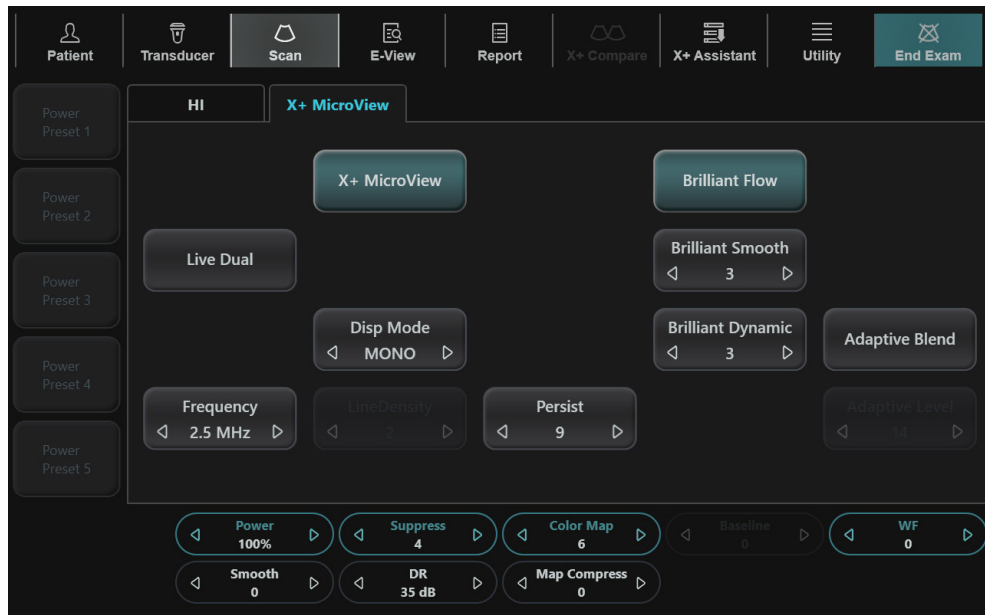 Patient
Transducer
Scan
E-View
Report
X+ Compare
X+ Assistant
Utility
End Exam
Power
Preset 1
Power
Preset 2
Power
Preset 3
Power
Preset 4
Power
Preset 5
HI
X+ MicroView
X+ MicroView
Brilliant Flow
Live Dual
Brilliant Smooth
3
Disp Mode
MONO
Brilliant Dynamic
3
Adaptive Blend
Frequency
2.5 MHz
LineDensity
2
Persist
9
Adaptive Level
14
Power
100%
Suppress
4
Color Map
6
Baseline
0
WF
0
Smooth
0
DR
35 dB
Map Compress
0